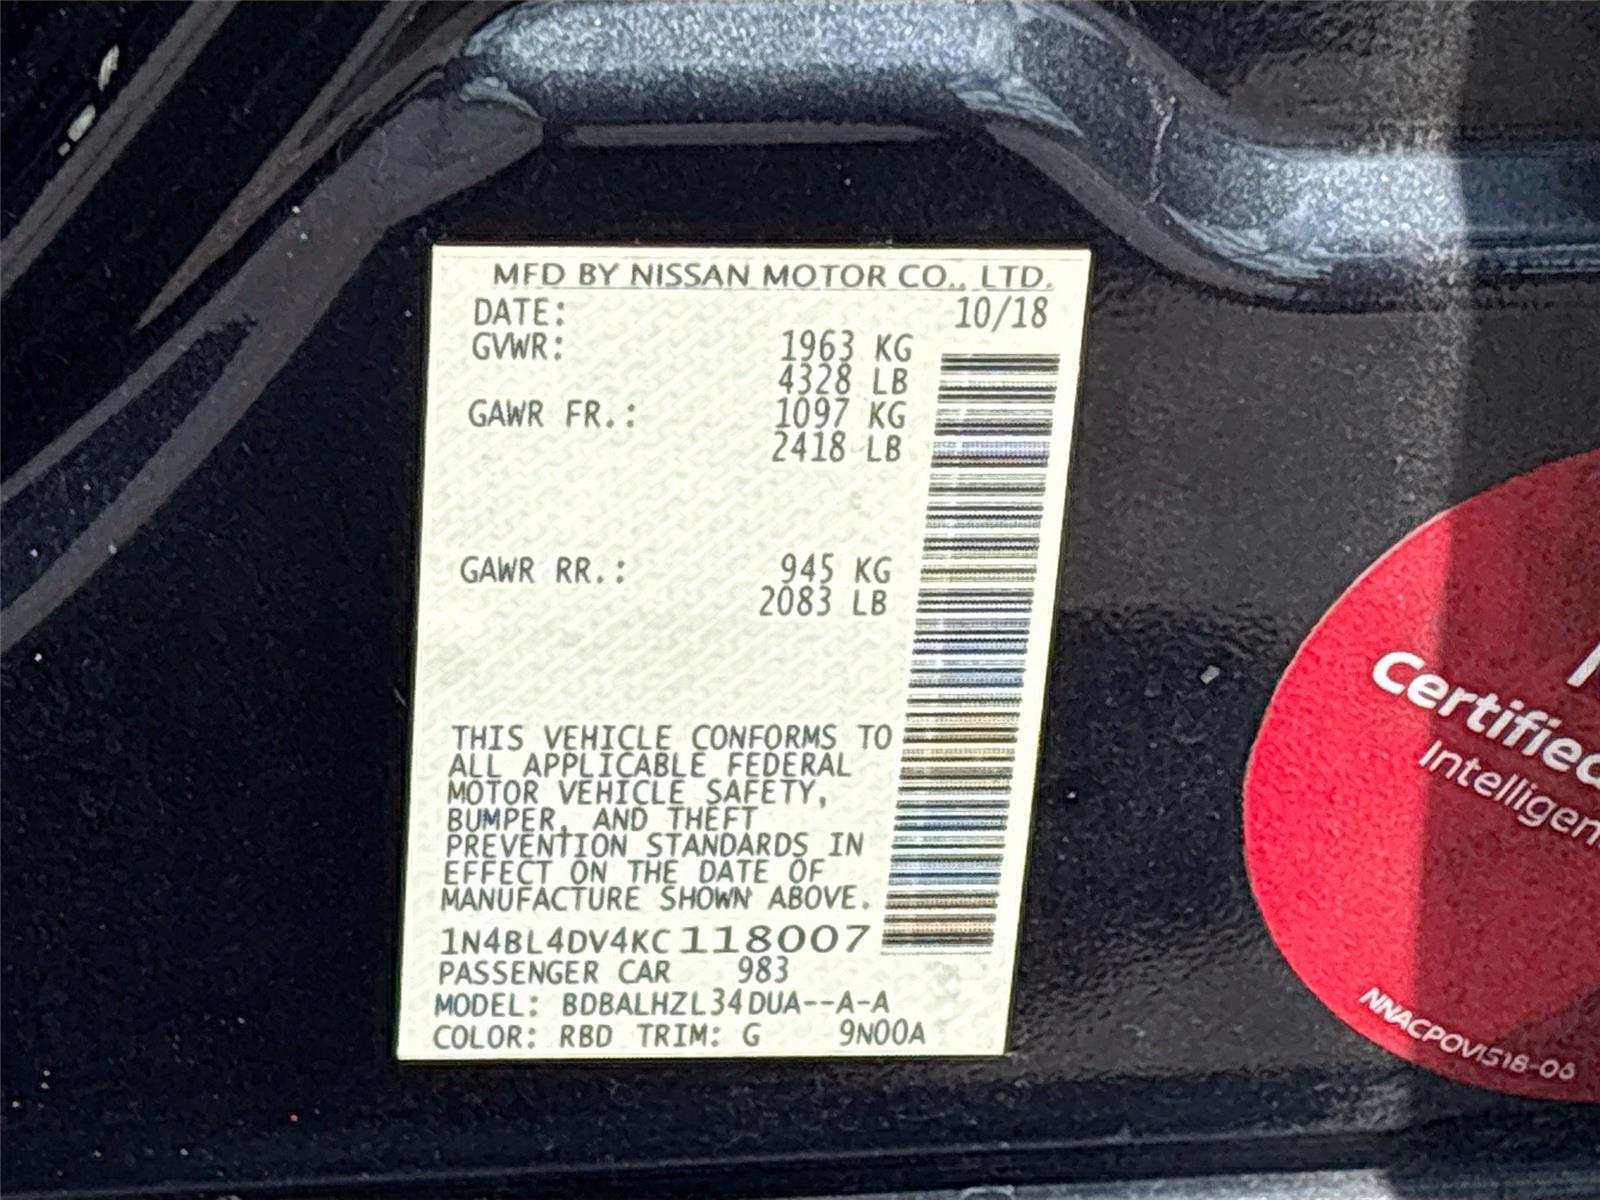 MFD BY NISSAN MOTOR CO., LTD.
DATE: 10/18
GVWR: 1963 KG
4328 LB
GAWR FR.: 1097 KG
2418 LB
GAWR RR.: 945 KG
2083 LB
THIS VEHICLE CONFORMS TO
ALL APPLICABLE FEDERAL
MOTOR VEHICLE SAFETY,
BUMPER, AND THEFT
PREVENTION STANDARDS IN
EFFECT ON THE DATE OF
MANUFACTURE SHOWN ABOVE.
1N4BL4DV4KC118007
PASSENGER CAR 983
MODEL: BDBALHZL34DUA--A-A
COLOR: RBD TRIM: G 9N00A
Certified
NNACPOVIS18-06